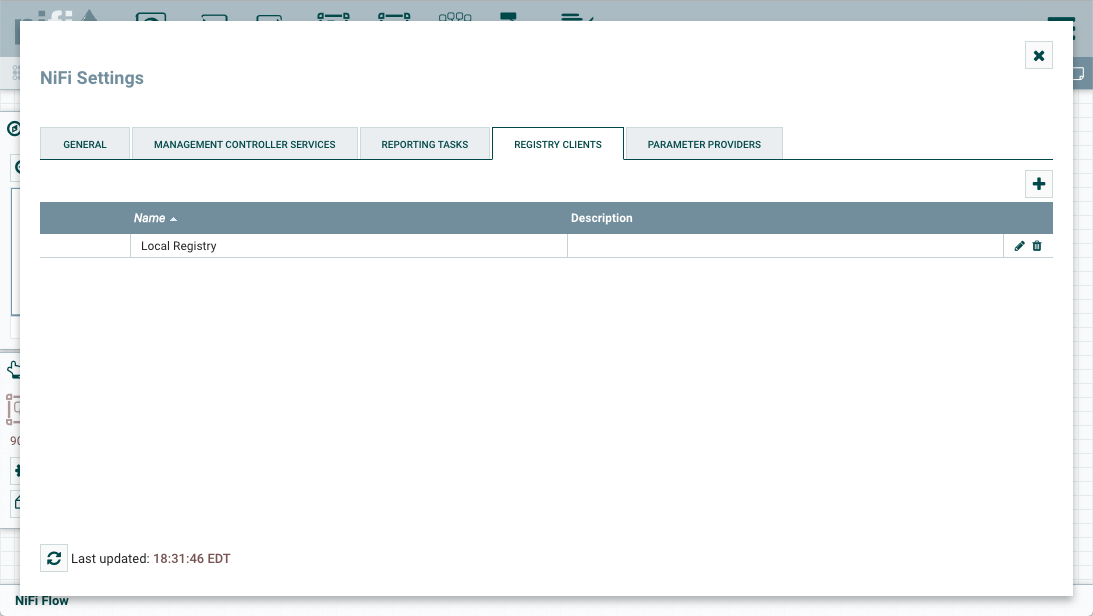 NiFi Settings
GENERAL
MANAGEMENT CONTROLLER SERVICES
REPORTING TASKS
REGISTRY CLIENTS
PARAMETER PROVIDERS
Name
Description
Local Registry
Last updated: 18:31:46 EDT
NiFi Flow